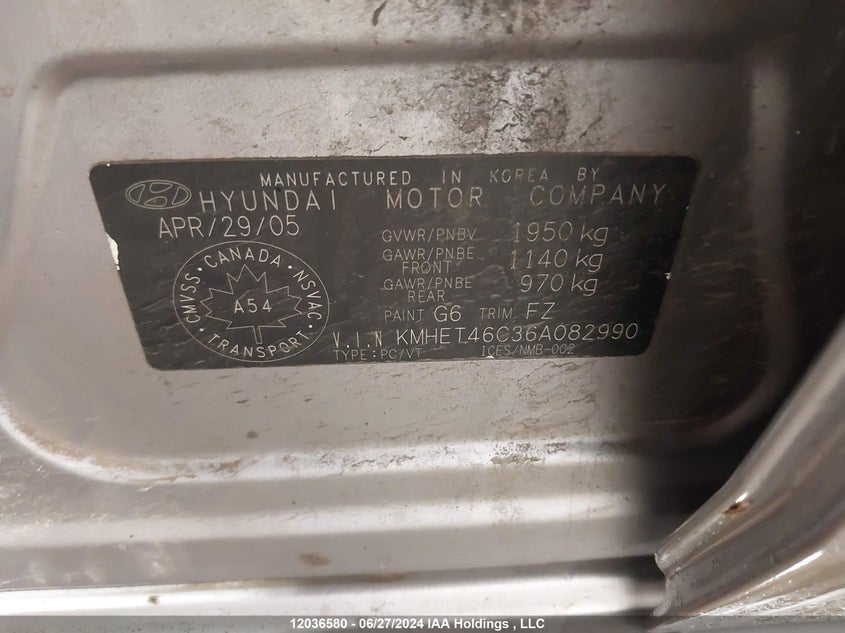 MANUFACTURED IN KOREA BY
HYUNDAI MOTOR COMPANY
APR/29/05
GVWR/PNBV 1950 kg
GAWR/PNBE FRONT 1140 kg
GAWR/PNBE REAR 970 kg
PAINT G6 TRIM. FZ
V.I.N KMHET46C36A082990
TYPE:PC/VT ICES/NMB-002
CMVSS · CANADA · NSVAC
A54
· TRANSPORT ·
12036580 - 06/27/2024 IAA Holdings , LLC